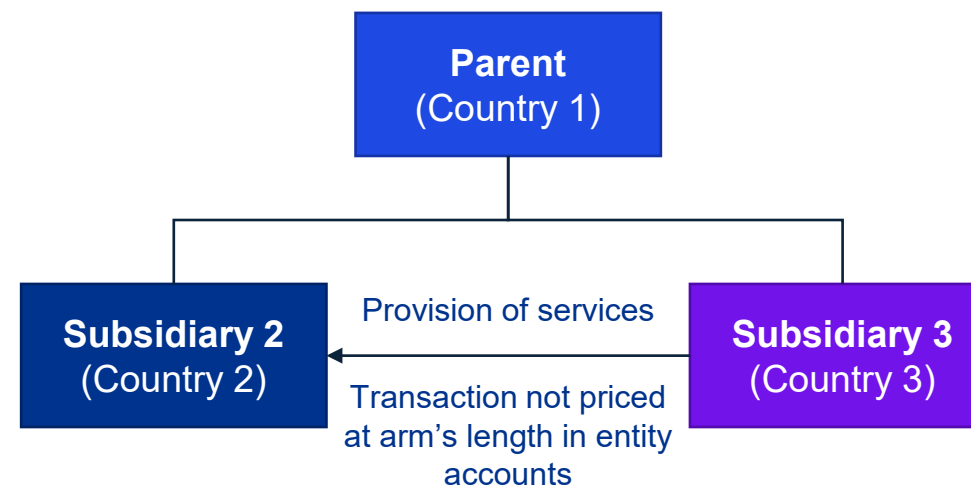 Parent
(Country 1)
Subsidiary 2
(Country 2)
Provision of services
Transaction not priced
at arm's length in entity
accounts
Subsidiary 3
(Country 3)